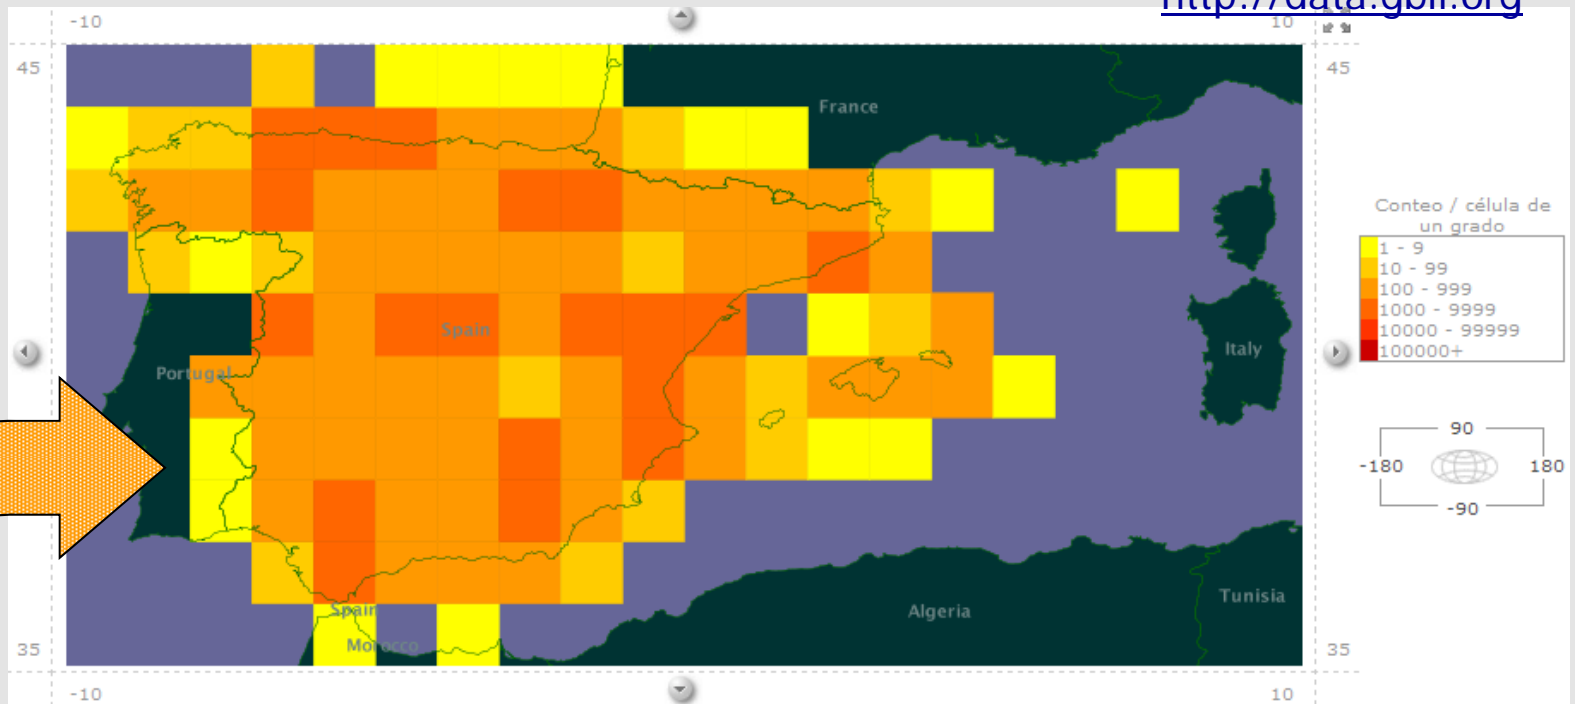 http://data.gbif.org
-10
10
45
45
France
Conteo / célula de
un grado
1 - 9
10 - 99
100 - 999
1000 - 9999
10000 - 99999
100000+
Spain
Italy
Portugal
90
-180
180
-90
Spain
Algeria
Tunisia
Morocco
35
35
-10
10